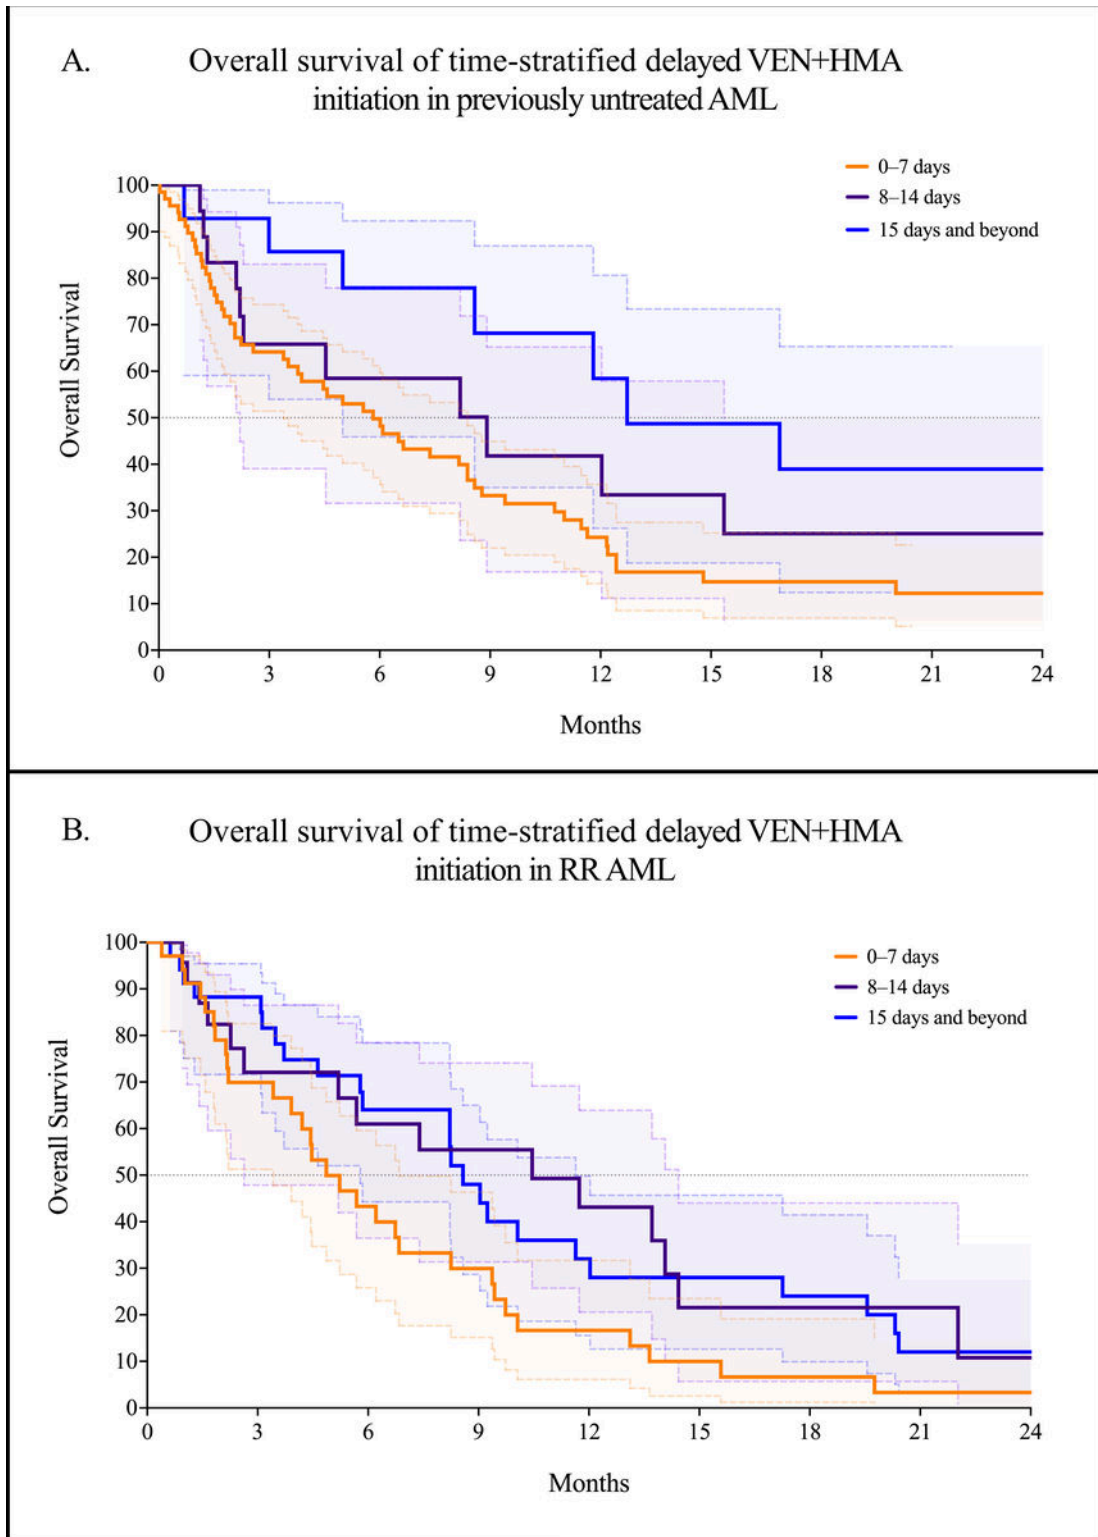 A.
Overall survival of time-stratified delayed VEN+HMA
initiation in previously untreated AML
0–7 days
8–14 days
15 days and beyond
100
90
80
70
60
50
40
30
20
10
0
Overall Survival
0 3 6 9 12 15 18 21 24
Months
B.
Overall survival of time-stratified delayed VEN+HMA
initiation in RR AML
0–7 days
8–14 days
15 days and beyond
100
90
80
70
60
50
40
30
20
10
0
Overall Survival
0 3 6 9 12 15 18 21 24
Months